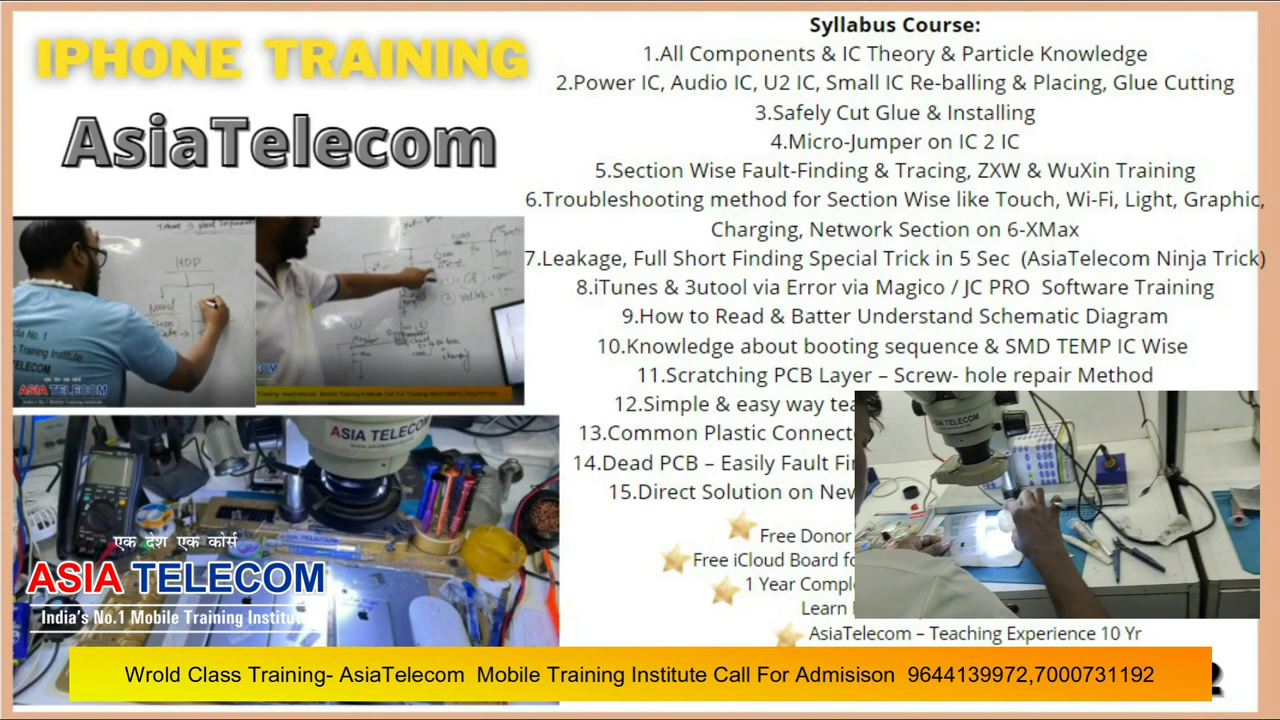 IPHONE TRAINING
AsiaTelecom
Syllabus Course:
1.All Components & IC Theory & Particle Knowledge
2.Power IC, Audio IC, U2 IC, Small IC Re-balling & Placing, Glue Cutting
3.Safely Cut Glue & Installing
4.Micro-Jumper on IC 2 IC
5.Section Wise Fault-Finding & Tracing, ZXW & WuXin Training
6.Troubleshooting method for Section Wise like Touch, Wi-Fi, Light, Graphic,
Charging, Network Section on 6-XMax
7.Leakage, Full Short Finding Special Trick in 5 Sec (AsiaTelecom Ninja Trick)
8.iTunes & 3utool via Error via Magico / JC PRO Software Training
9.How to Read & Batter Understand Schematic Diagram
10.Knowledge about booting sequence & SMD TEMP IC Wise
11.Scratching PCB Layer – Screw- hole repair Method
12.Simple & easy way
13.Common Plastic
14.Dead PCB – Easily Fault
15.Direct Solution on
Free Donor
Free iCloud Board
1 Year
Learn
AsiaTelecom – Teaching Experience 10 Yr
HDP
No. 1
Training Institute
TELECOM
ASIA TELECOM
ASIA TELECOM
एक देश एक कोर्स
ASIA TELECOM
India's No.1 Mobile Training Institute
Wrold Class Training- AsiaTelecom Mobile Training Institute Call For Admisison 9644139972,7000731192